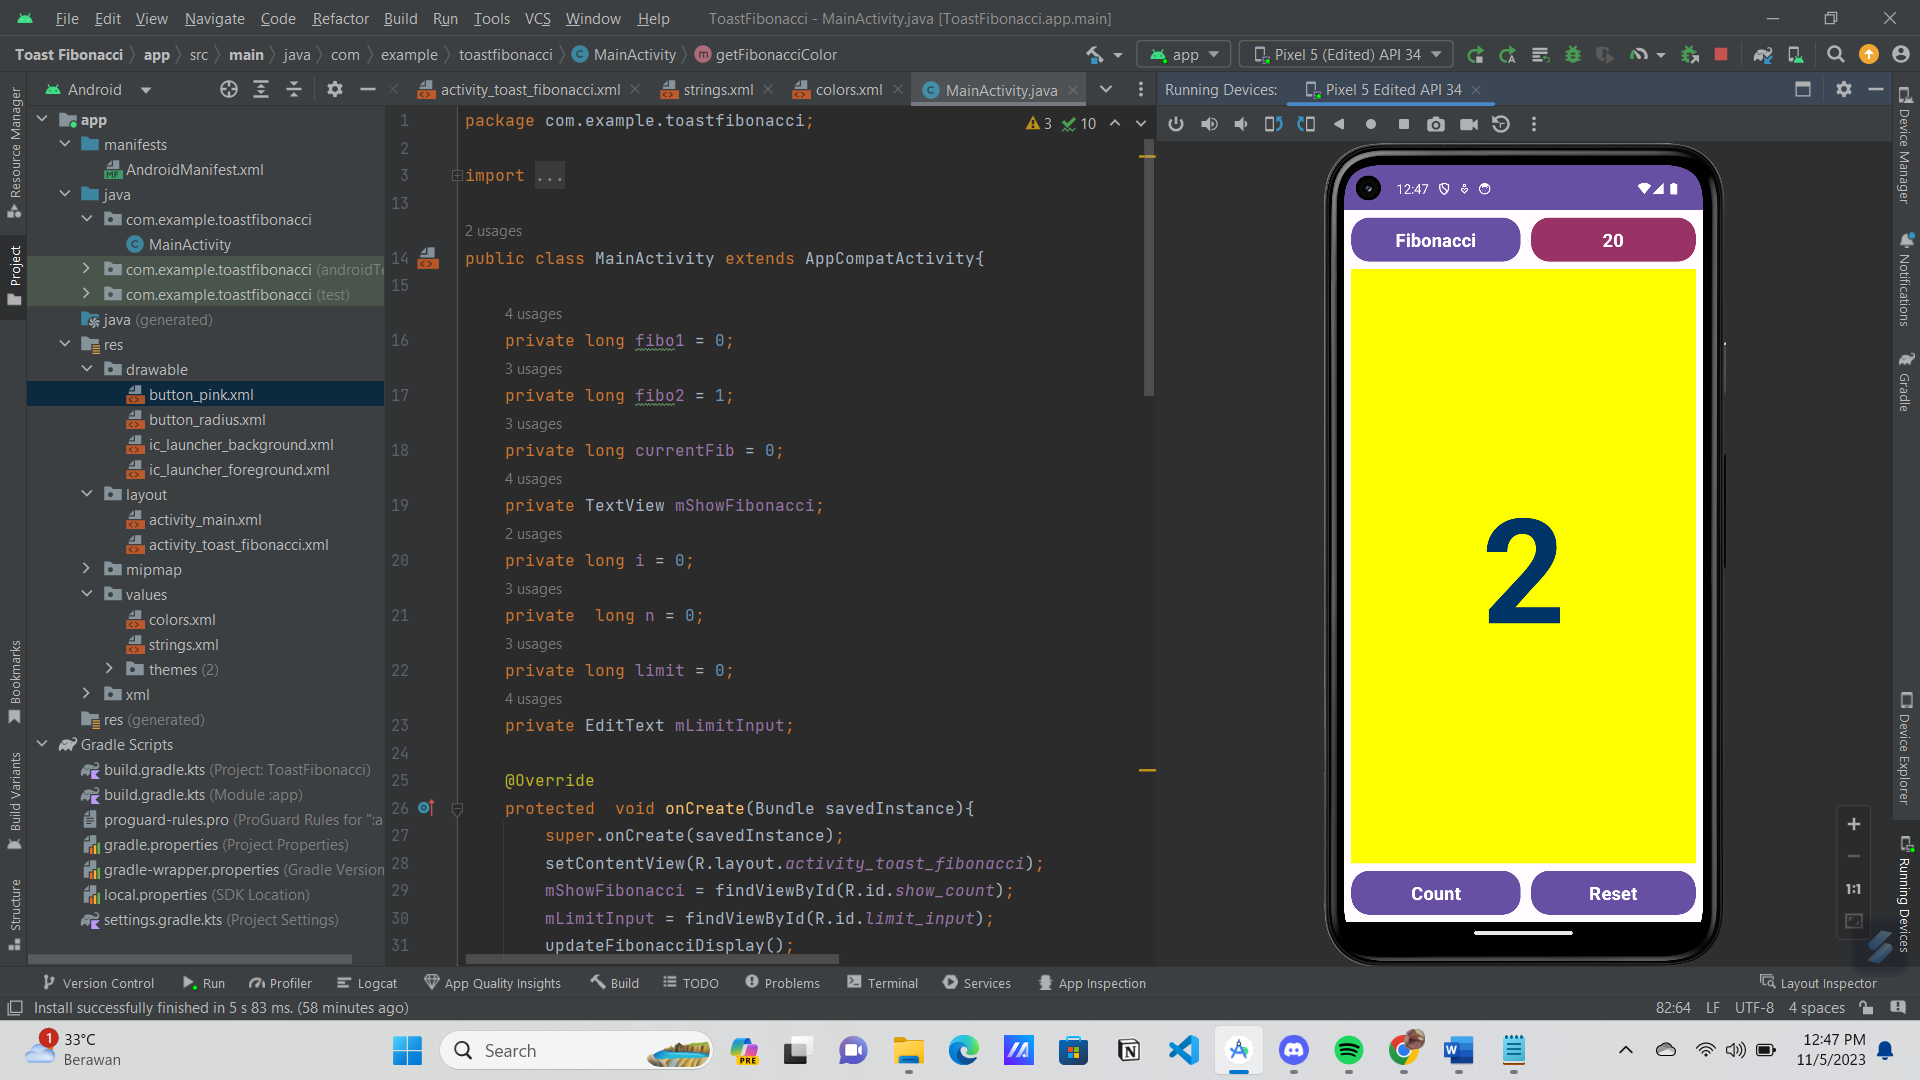 File Edit View Navigate Code Refactor Build Run Tools VCS Window Help ToastFibonacci - MainActivity.java [ToastFibonacci.app.main]
Toast Fibonacci app src main java com example toastfibonacci MainActivity getFibonacciColor app Pixel 5 (Edited) API 34
Android activity_toast_fibonacci.xml strings.xml colors.xml MainActivity.java Running Devices: Pixel 5 Edited API 34
Resource Manager
Project
Bookmarks
Build Variants
Structure
app
manifests
AndroidManifest.xml
java
com.example.toastfibonacci
MainActivity
com.example.toastfibonacci (androidTe
com.example.toastfibonacci (test)
java (generated)
res
drawable
button_pink.xml
button_radius.xml
ic_launcher_background.xml
ic_launcher_foreground.xml
layout
activity_main.xml
activity_toast_fibonacci.xml
mipmap
values
colors.xml
strings.xml
themes (2)
xml
res (generated)
Gradle Scripts
build.gradle.kts (Project: ToastFibonacci)
build.gradle.kts (Module :app)
proguard-rules.pro (ProGuard Rules for ":a
gradle.properties (Project Properties)
gradle-wrapper.properties (Gradle Version
local.properties (SDK Location)
settings.gradle.kts (Project Settings)
3 10
1 package com.example.toastfibonacci;
2
3 import ...
13
2 usages
14 public class MainActivity extends AppCompatActivity{
15
4 usages
16 private long fibo1 = 0;
3 usages
17 private long fibo2 = 1;
3 usages
18 private long currentFib = 0;
4 usages
19 private TextView mShowFibonacci;
2 usages
20 private long i = 0;
3 usages
21 private  long n = 0;
3 usages
22 private long limit = 0;
4 usages
23 private EditText mLimitInput;
24
25 @Override
26 protected  void onCreate(Bundle savedInstance){
27 super.onCreate(savedInstance);
28 setContentView(R.layout.activity_toast_fibonacci);
29 mShowFibonacci = findViewById(R.id.show_count);
30 mLimitInput = findViewById(R.id.limit_input);
31 updateFibonacciDisplay();
12:47
Fibonacci 20
2
Count Reset
1:1
Device Manager
Notifications
Gradle
Device Explorer
Running Devices
Version Control Run Profiler Logcat App Quality Insights Build TODO Problems Terminal Services App Inspection Layout Inspector
Install successfully finished in 5 s 83 ms. (58 minutes ago) 82:64 LF UTF-8 4 spaces
1
33°C
Berawan
Search
PRE
12:47 PM
11/5/2023